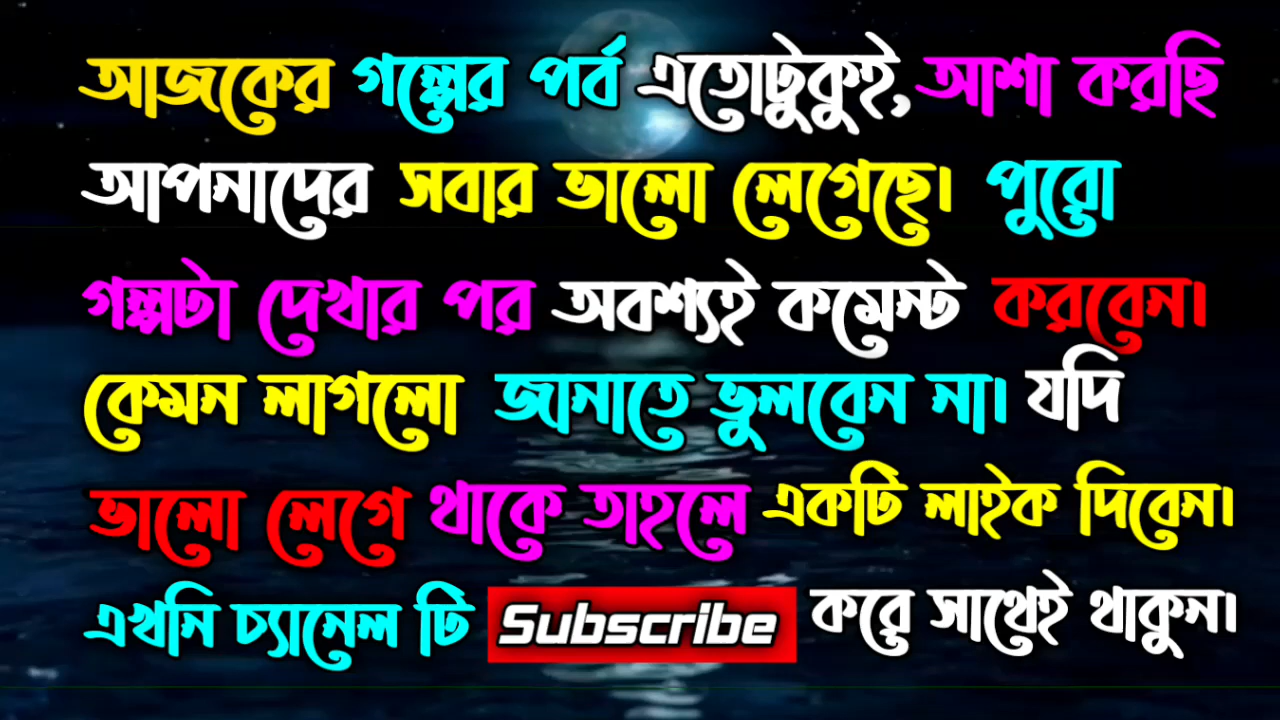 আজকের গল্পের পর্ব এতোটুকুই, আশা করছি
আপনাদের সবার ভালো লেগেছে। পুরো
গল্পটা দেখার পর অবশ্যই কমেন্ট করবেন।
কেমন লাগলো জানাতে ভুলবেন না। যদি
ভালো লেগে থাকে তাহলে একটি লাইক দিবেন।
এখনি চ্যানেল টি Subscribe করে সাথেই থাকুন।